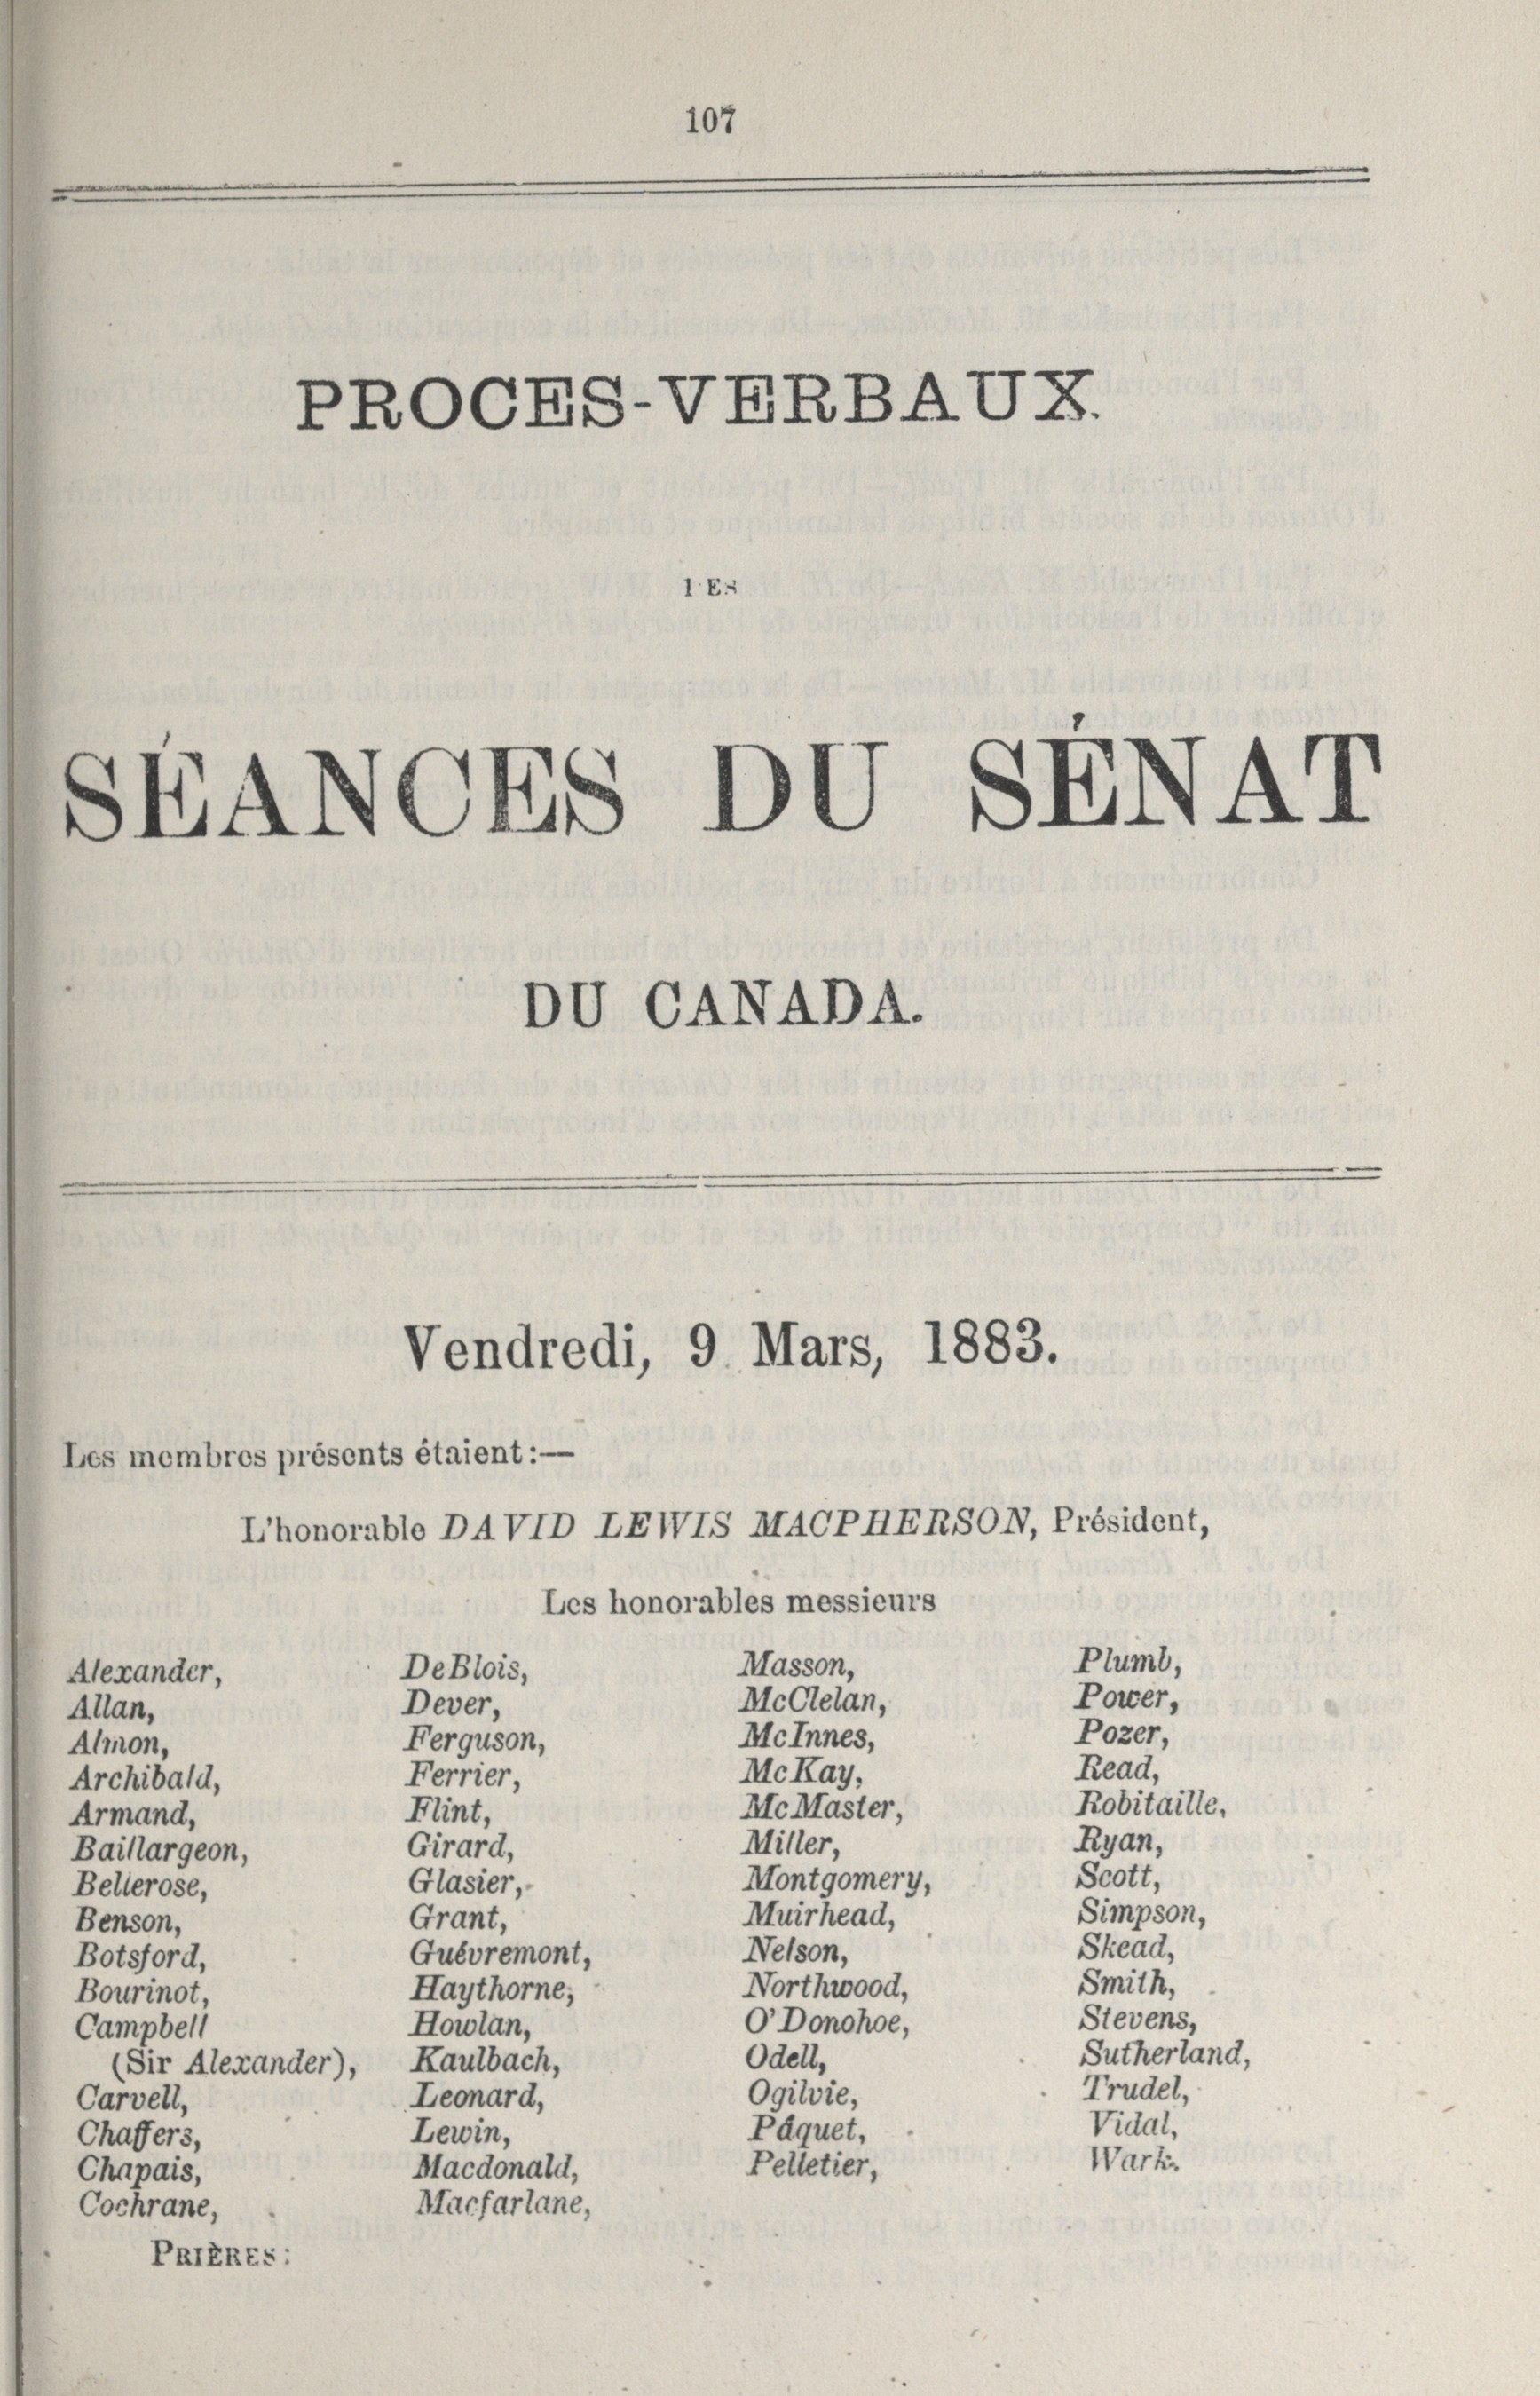 107
PROCES-VERBAUX.
DES
SÉANCES DU SÉNAT
DU CANADA.
Vendredi, 9 Mars, 1883.
Les membres présents étaient:—
L'honorable DAVID LEWIS MACPHERSON, Président,
Les honorables messieurs
Alexander,
Allan,
Almon,
Archibald,
Armand,
Baillargeon,
Bellerose,
Benson,
Botsford,
Bourinot,
Campbell
(Sir Alexander),
Carvell,
Chaffers,
Chapais,
Cochrane,
DeBlois,
Dever,
Ferguson,
Ferrier,
Flint,
Girard,
Glasier,
Grant,
Guévremont,
Haythorne,
Howlan,
Kaulbach,
Leonard,
Lewin,
Macdonald,
Macfarlane,
Masson,
McClelan,
McInnes,
McKay,
McMaster,
Miller,
Montgomery,
Muirhead,
Nelson,
Northwood,
O'Donohoe,
Odell,
Ogilvie,
Pâquet,
Pelletier,
Plumb,
Power,
Pozer,
Read,
Robitaille,
Ryan,
Scott,
Simpson,
Skead,
Smith,
Stevens,
Sutherland,
Trudel,
Vidal,
Wark.
PRIÈRES: